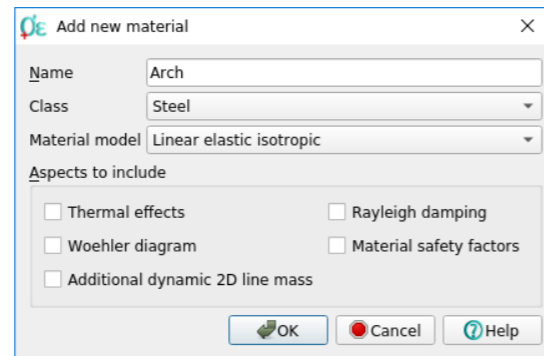 Add new material
Name Arch
Class Steel
Material model Linear elastic isotropic
Aspects to include
Thermal effects Rayleigh damping
Woehler diagram Material safety factors
Additional dynamic 2D line mass
OK Cancel Help